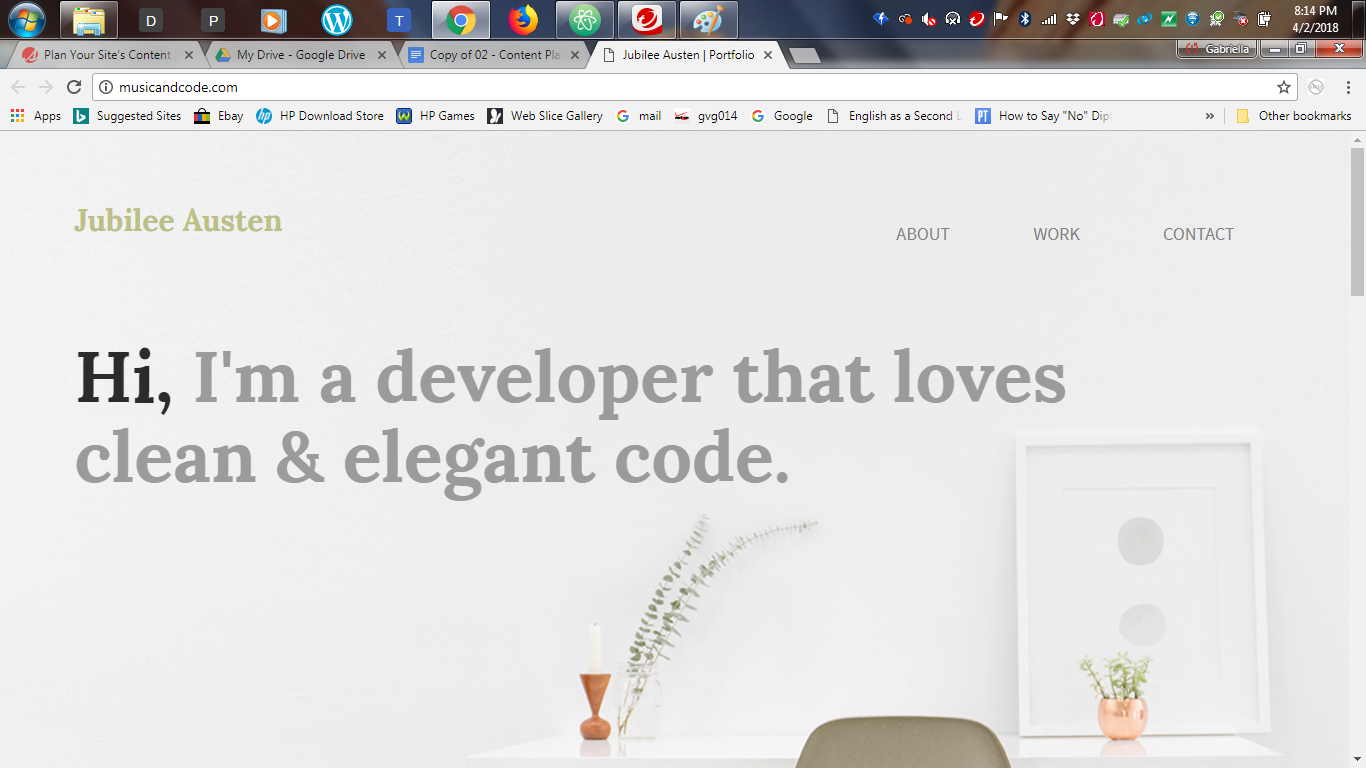 D
P
T
8:14 PM
4/2/2018
Plan Your Site's Content
My Drive - Google Drive
Copy of 02 - Content Pla
Jubilee Austen | Portfolio
Gabriella
musicandcode.com
Apps
Suggested Sites
Ebay
HP Download Store
HP Games
Web Slice Gallery
mail
gvg014
Google
English as a Second L
How to Say "No" Dipl
»
Other bookmarks
Jubilee Austen
ABOUT
WORK
CONTACT
Hi, I'm a developer that loves
clean & elegant code.